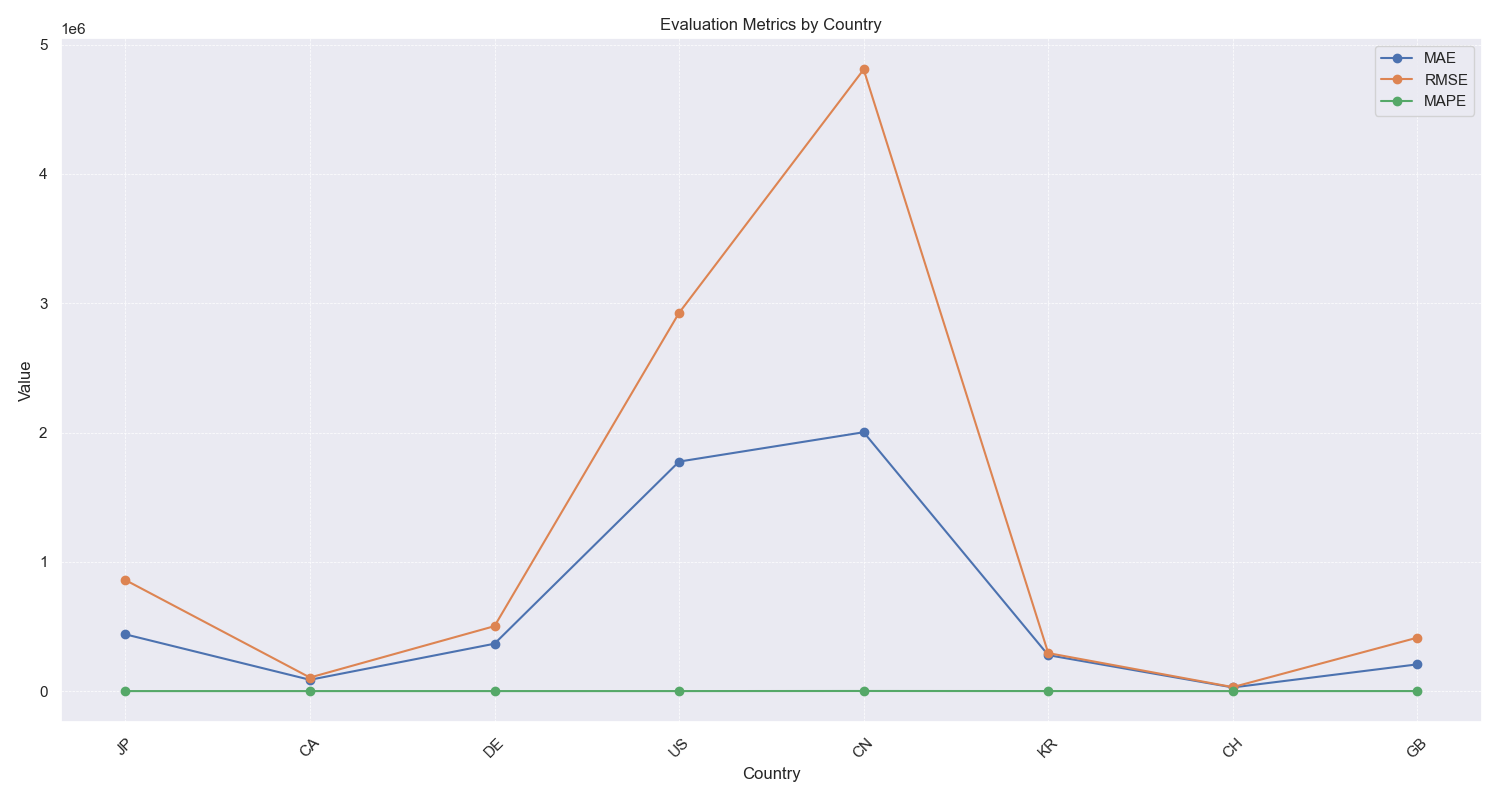 Evaluation Metrics by Country
1e6
5
4
3
2
1
0
Value
MAE
RMSE
MAPE
JP
CA
DE
US
CN
KR
CH
GB
Country